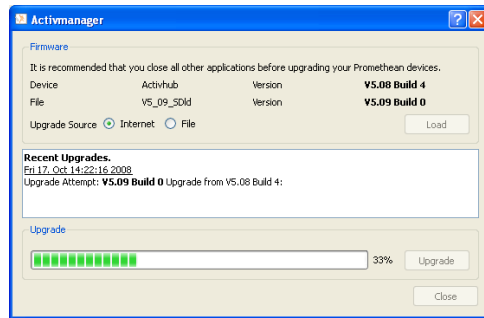 Activmanager
Firmware
It is recommended that you close all other applications before upgrading your Promethean devices.
Device Activhub Version V5.08 Build 4
File V5_09_SDld Version V5.09 Build 0
Upgrade Source Internet File Load
Recent Upgrades.
Fri 17. Oct 14:22:16 2008
Upgrade Attempt: V5.09 Build 0 Upgrade from V5.08 Build 4:
Upgrade
33% Upgrade
Close